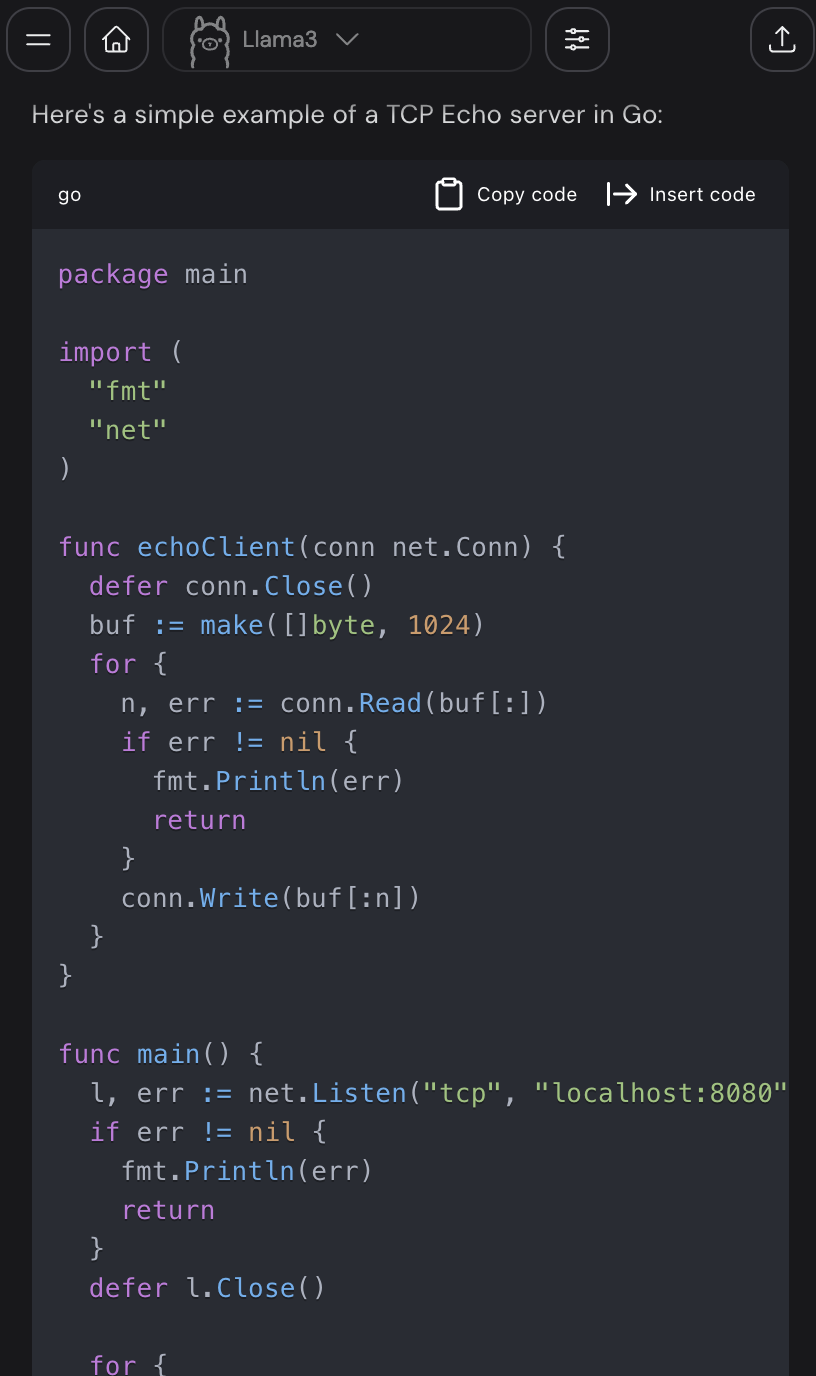 Llama3
Here's a simple example of a TCP Echo server in Go:
go Copy code Insert code
package main
import (
"fmt"
"net"
)
func echoClient(conn net.Conn) {
defer conn.Close()
buf := make([]byte, 1024)
for {
n, err := conn.Read(buf[:])
if err != nil {
fmt.Println(err)
return
}
conn.Write(buf[:n])
}
}
func main() {
l, err := net.Listen("tcp", "localhost:8080"
if err != nil {
fmt.Println(err)
return
}
defer l.Close()
for {